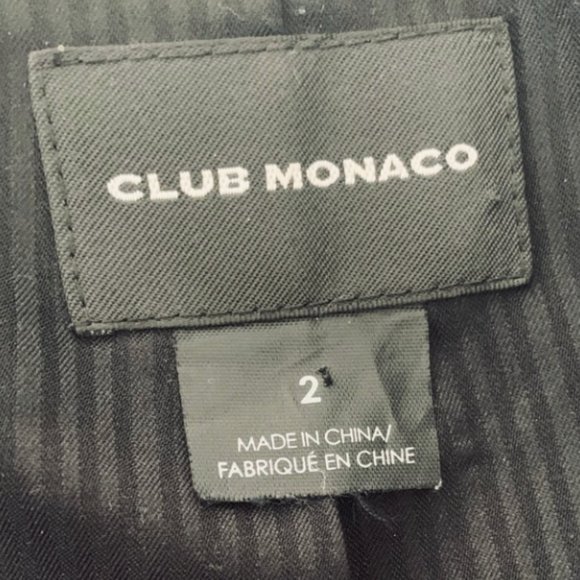 CLUB MONACO
2
MADE IN CHINA/
FABRIQUÉ EN CHINE